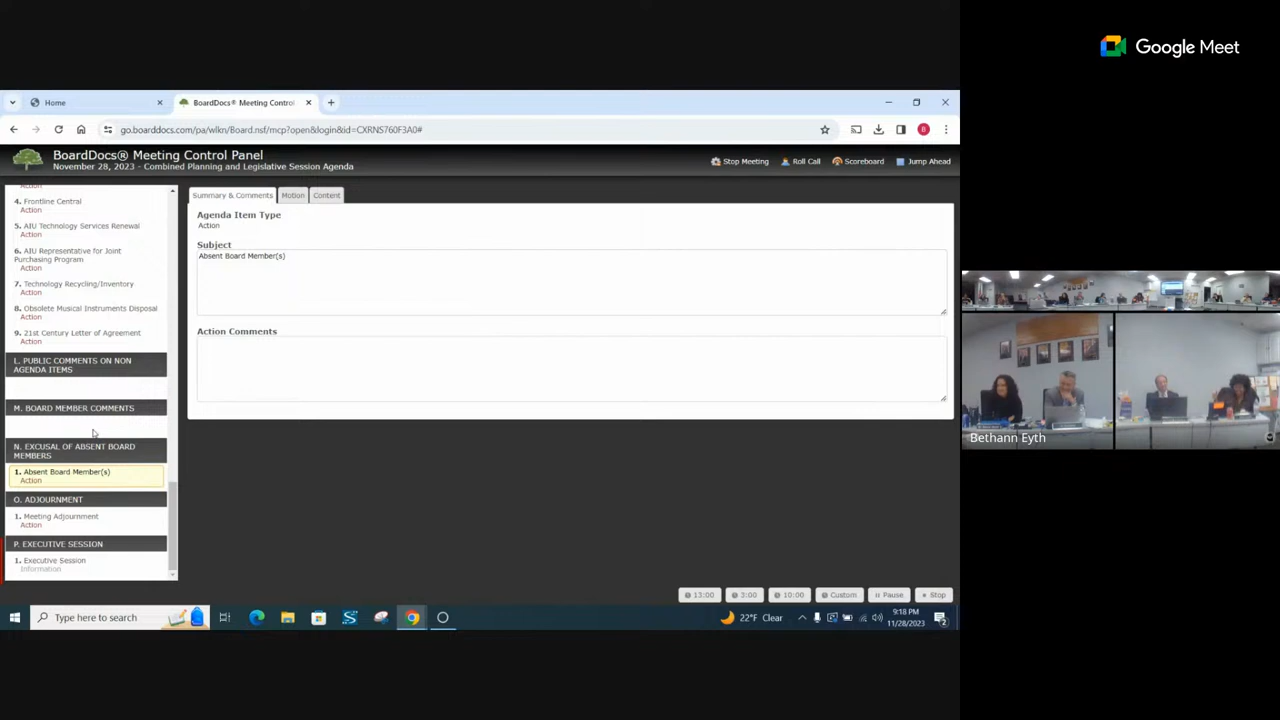 Google Meet
Home
BoardDocs® Meeting Control
go.boarddocs.com/pa/wlkn/Board.nsf/mcp?open&login&id=CXRNS760F3A0#
B
BoardDocs® Meeting Control Panel
November 28, 2023 - Combined Planning and Legislative Session Agenda
Stop Meeting
Roll Call
Scoreboard
Jump Ahead
Action
4. Frontline Central
Action
5. AIU Technology Services Renewal
Action
6. AIU Representative for Joint
Purchasing Program
Action
7. Technology Recycling/Inventory
Action
8. Obsolete Musical Instruments Disposal
Action
9. 21st Century Letter of Agreement
Action
L. PUBLIC COMMENTS ON NON
AGENDA ITEMS
M. BOARD MEMBER COMMENTS
N. EXCUSAL OF ABSENT BOARD
MEMBERS
1. Absent Board Member(s)
Action
O. ADJOURNMENT
1. Meeting Adjournment
Action
P. EXECUTIVE SESSION
1. Executive Session
Information
Summary & Comments
Motion
Content
Agenda Item Type
Action
Subject
Absent Board Member(s)
Action Comments
13:00
3:00
10:00
Custom
Pause
Stop
Type here to search
22°F Clear
9:18 PM
11/28/2023
2
Bethann Eyth